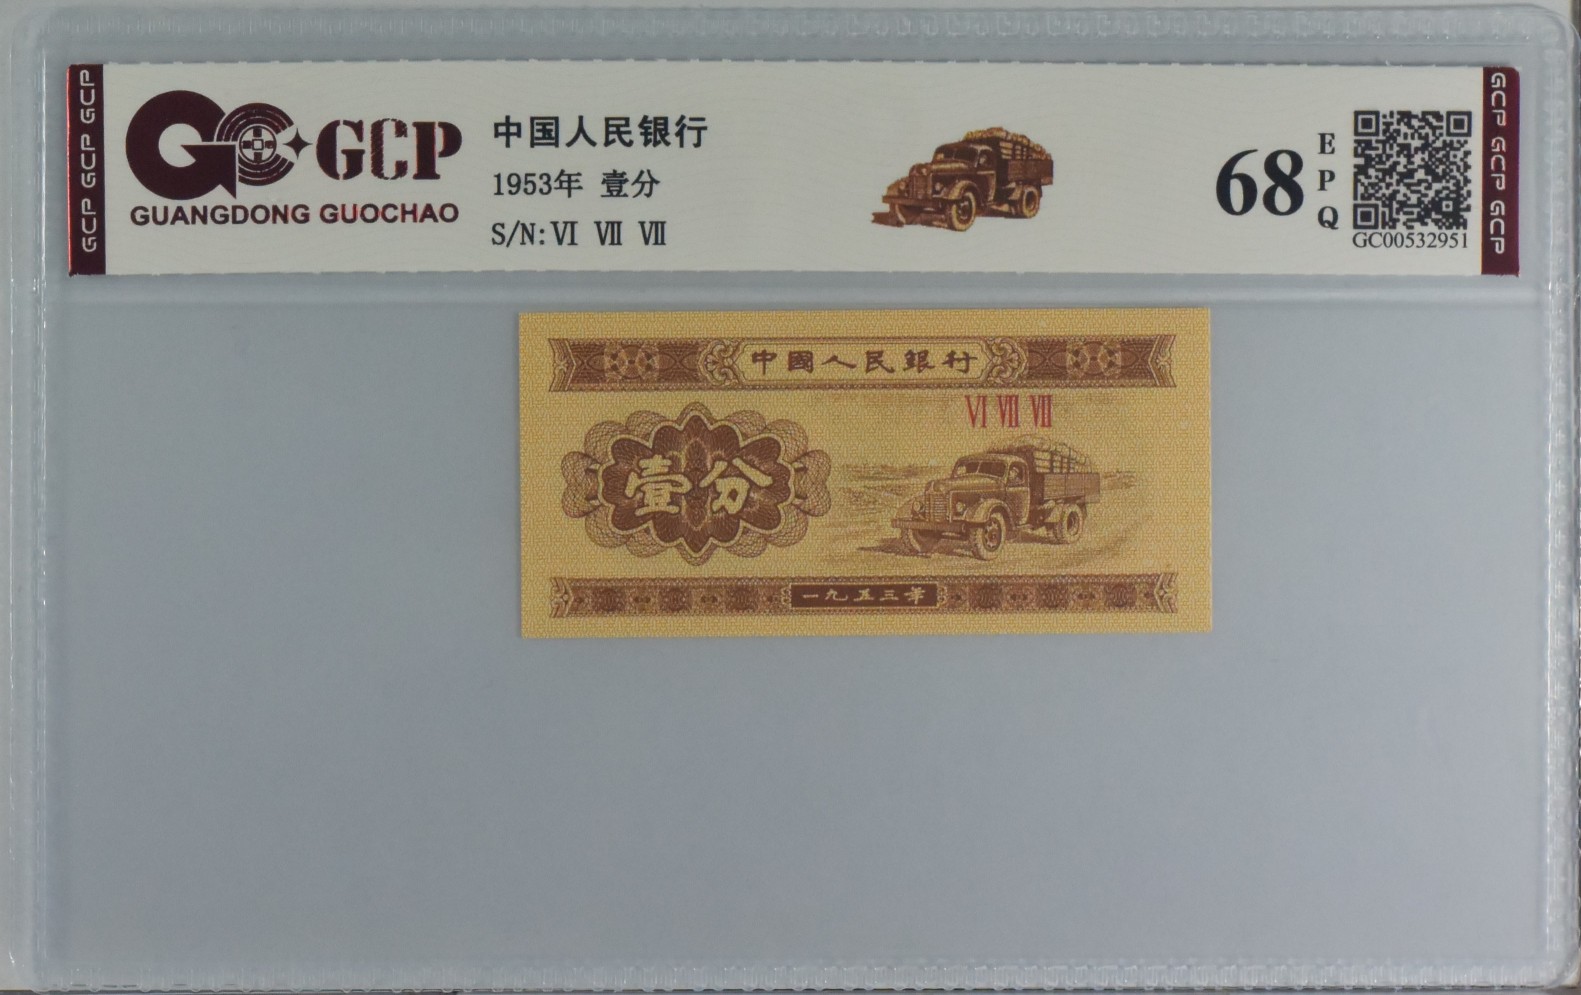 GCP GCP GCP
GCP
GUANGDONG GUOCHAO
中国人民银行
1953年 壹分
S/N:Ⅵ Ⅶ Ⅶ
68
E
P
Q
GC00532951
GCP GCP GCP
中國人民銀行
Ⅵ Ⅶ Ⅶ
壹分
一九五三年